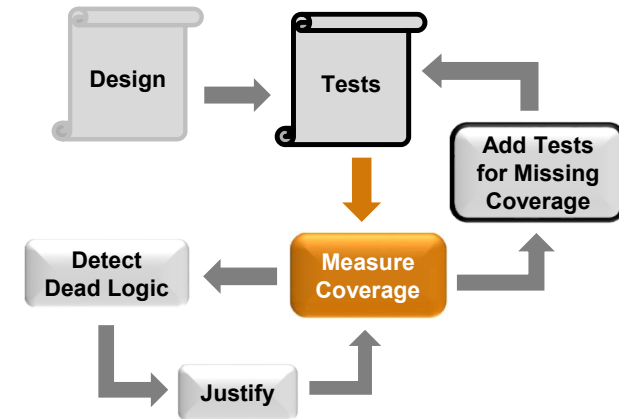 Design
Tests
Add Tests
for Missing
Coverage
Detect
Dead Logic
Measure
Coverage
Justify